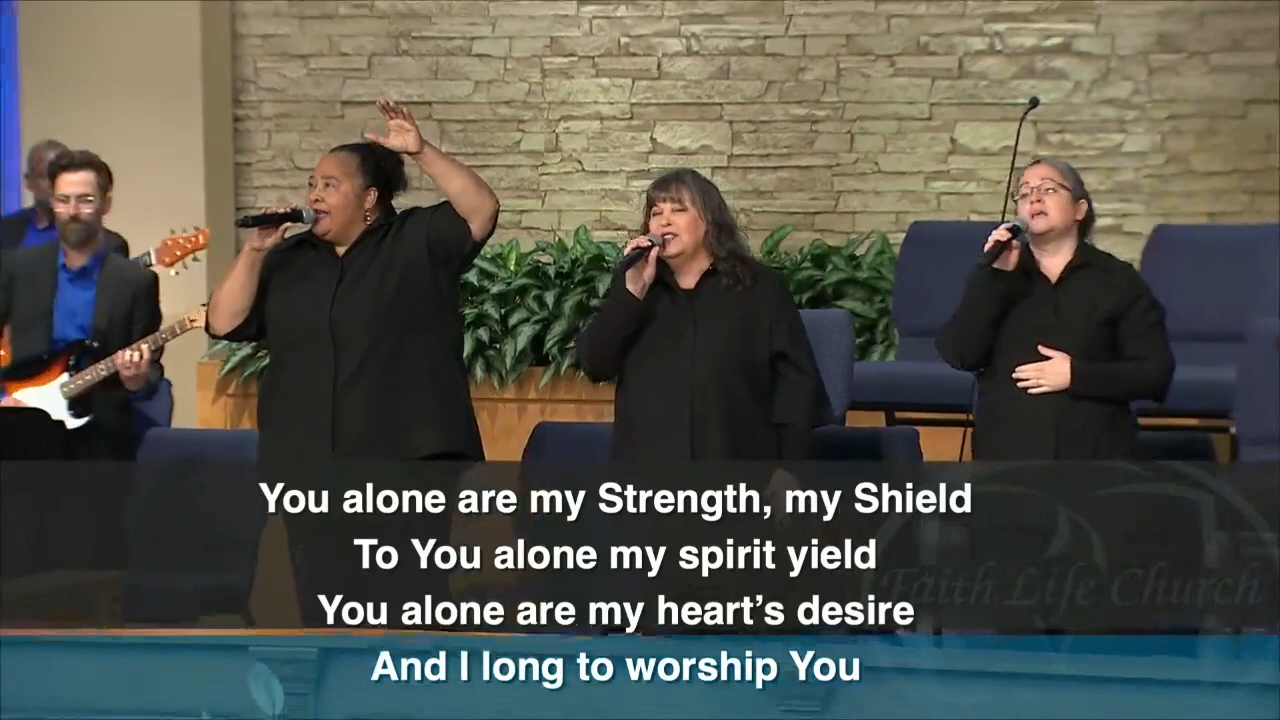 You alone are my Strength, my Shield
To You alone my spirit yield
You alone are my heart's desire
And I long to worship You
Faith Life Church